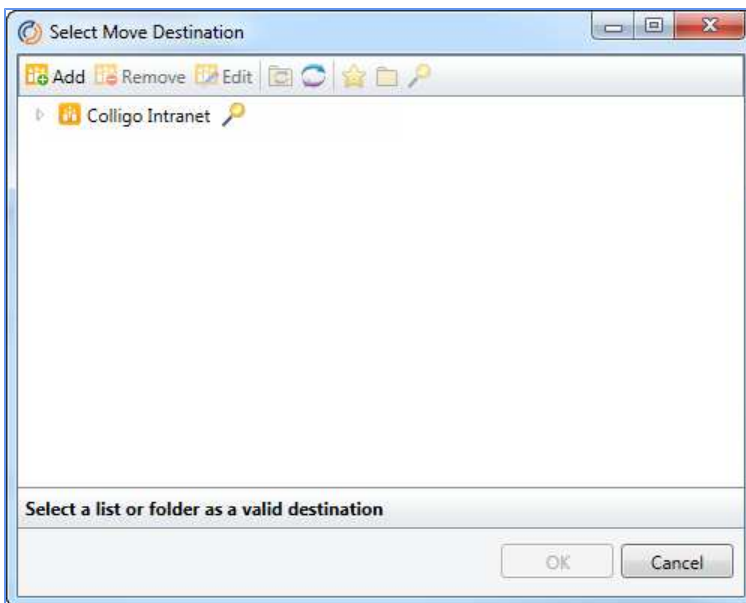 Select Move Destination
Add Remove Edit
Colligo Intranet
Select a list or folder as a valid destination
OK Cancel